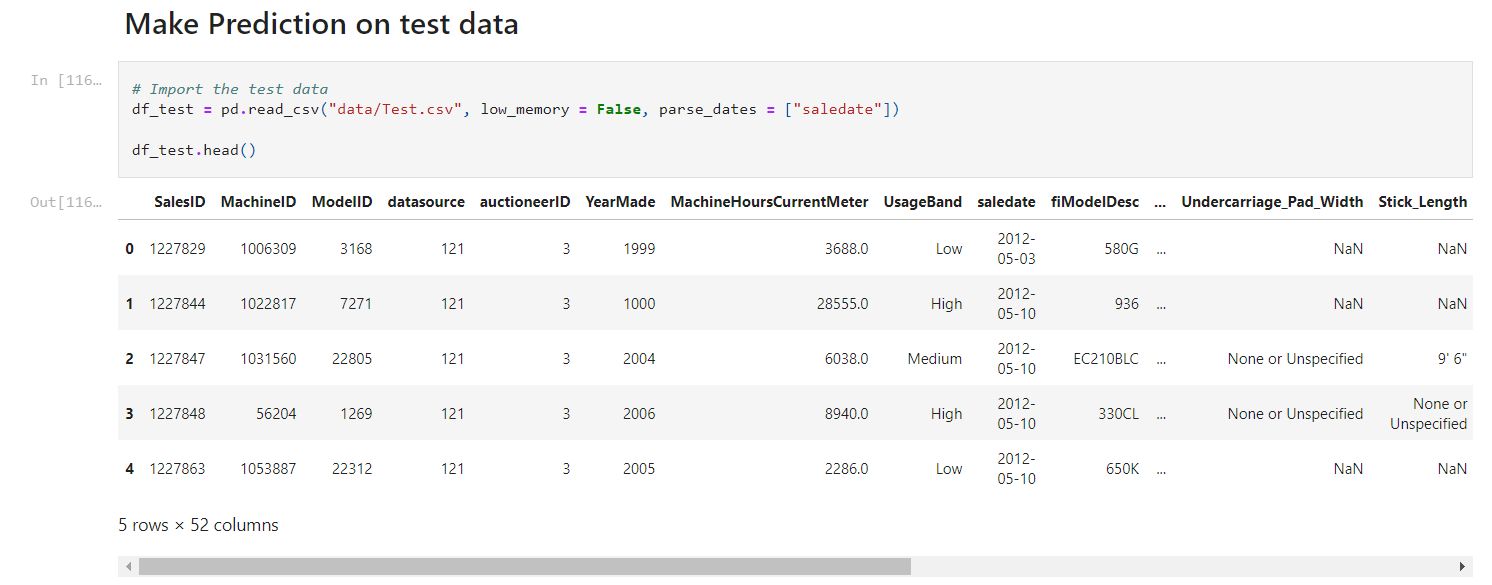 Make Prediction on test data
In [116…
# Import the test data
df_test = pd.read_csv("data/Test.csv", low_memory = False, parse_dates = ["saledate"])
df_test.head()
Out[116…
SalesID MachineID ModelID datasource auctioneerID YearMade MachineHoursCurrentMeter UsageBand saledate fiModelDesc ... Undercarriage_Pad_Width Stick_Length
0 1227829 1006309 3168 121 3 1999 3688.0 Low 2012-05-03 580G ... NaN NaN
1 1227844 1022817 7271 121 3 1000 28555.0 High 2012-05-10 936 ... NaN NaN
2 1227847 1031560 22805 121 3 2004 6038.0 Medium 2012-05-10 EC210BLC ... None or Unspecified 9' 6"
3 1227848 56204 1269 121 3 2006 8940.0 High 2012-05-10 330CL ... None or Unspecified None or Unspecified
4 1227863 1053887 22312 121 3 2005 2286.0 Low 2012-05-10 650K ... NaN NaN
5 rows × 52 columns